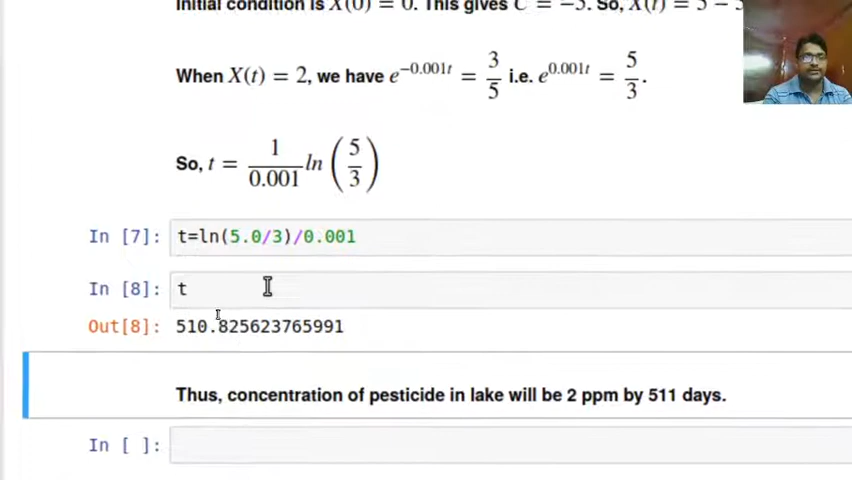 Initial condition is X(0) = 0. This gives C = −5. So, X(t) = 5 − 5
When X(t) = 2, we have e^{−0.001t} = 3/5 i.e. e^{0.001t} = 5/3.
So, t = 1/0.001 ln (5/3)
In [7]: t=ln(5.0/3)/0.001
In [8]: t
Out[8]: 510.825623765991
Thus, concentration of pesticide in lake will be 2 ppm by 511 days.
In [ ]: